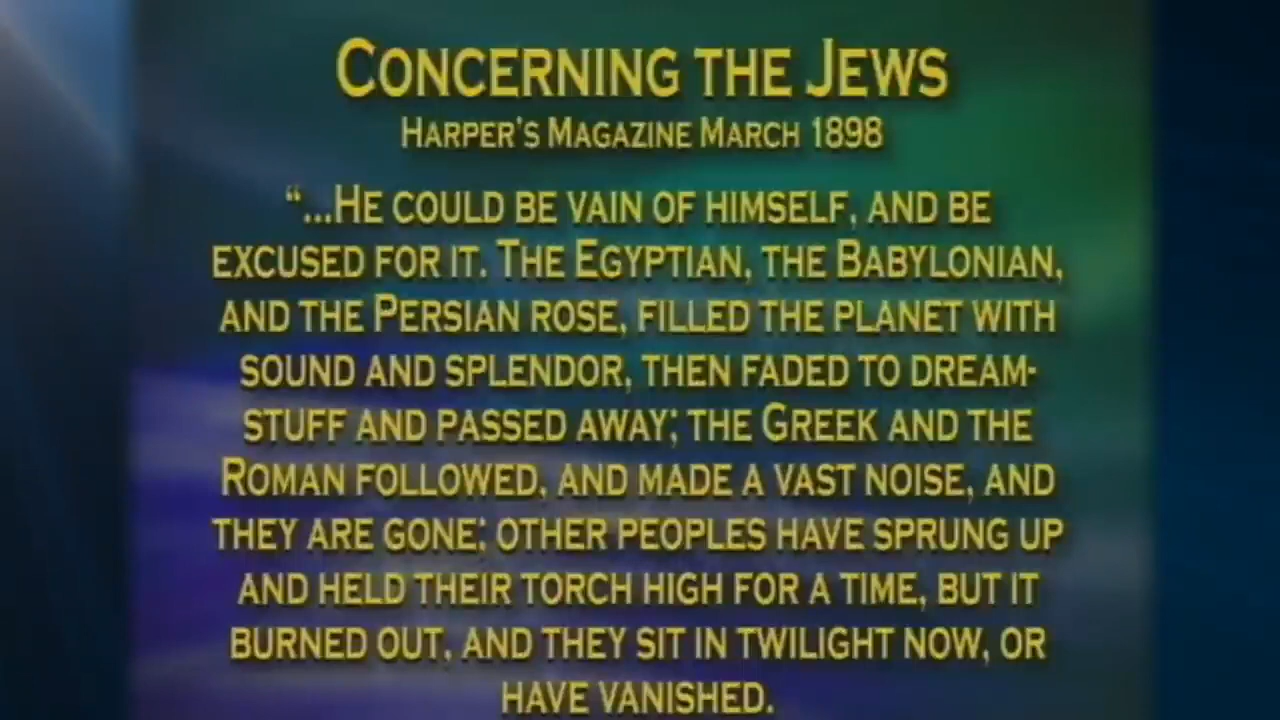 CONCERNING THE JEWS
HARPER'S MAGAZINE MARCH 1898
“...HE COULD BE VAIN OF HIMSELF, AND BE
EXCUSED FOR IT. THE EGYPTIAN, THE BABYLONIAN,
AND THE PERSIAN ROSE, FILLED THE PLANET WITH
SOUND AND SPLENDOR, THEN FADED TO DREAM-
STUFF AND PASSED AWAY; THE GREEK AND THE
ROMAN FOLLOWED, AND MADE A VAST NOISE, AND
THEY ARE GONE; OTHER PEOPLES HAVE SPRUNG UP
AND HELD THEIR TORCH HIGH FOR A TIME, BUT IT
BURNED OUT, AND THEY SIT IN TWILIGHT NOW, OR
HAVE VANISHED.